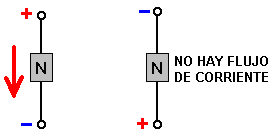 +
−
N
N
NO HAY FLUJO
DE CORRIENTE
−
+